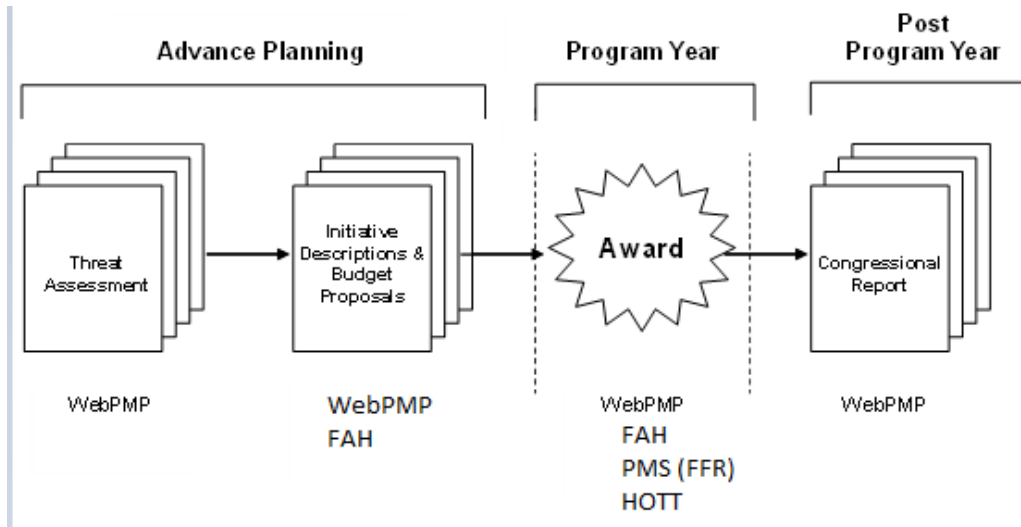 Advance Planning
Program Year
Post
Program Year
Threat
Assessment
Initiative
Descriptions &
Budget
Proposals
Award
Congressional
Report
WebPMP
WebPMP
FAH
WebPMP
FAH
PMS (FFR)
HOTT
WebPMP